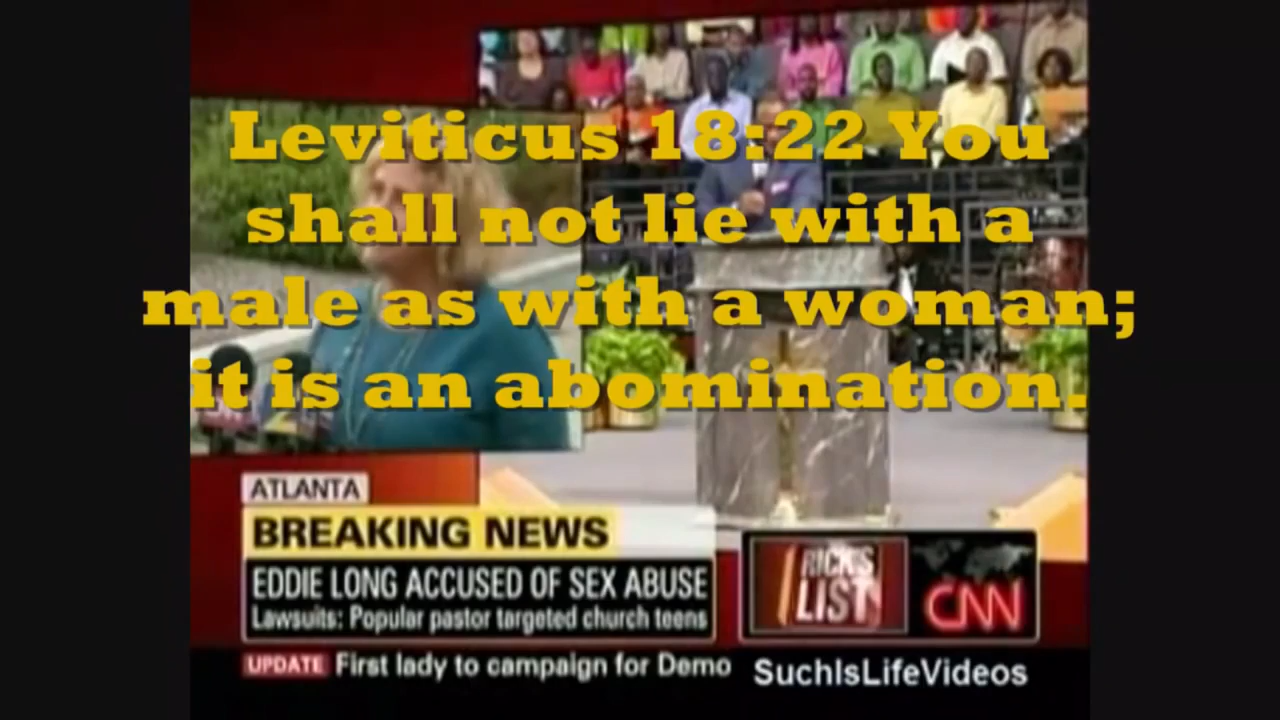 Leviticus 18:22 You
shall not lie with a
male as with a woman;
it is an abomination.
ATLANTA
BREAKING NEWS
EDDIE LONG ACCUSED OF SEX ABUSE
Lawsuits: Popular pastor targeted church teens
RICK'S
LIST
CNN
UPDATE First lady to campaign for Demo
SuchIsLifeVideos